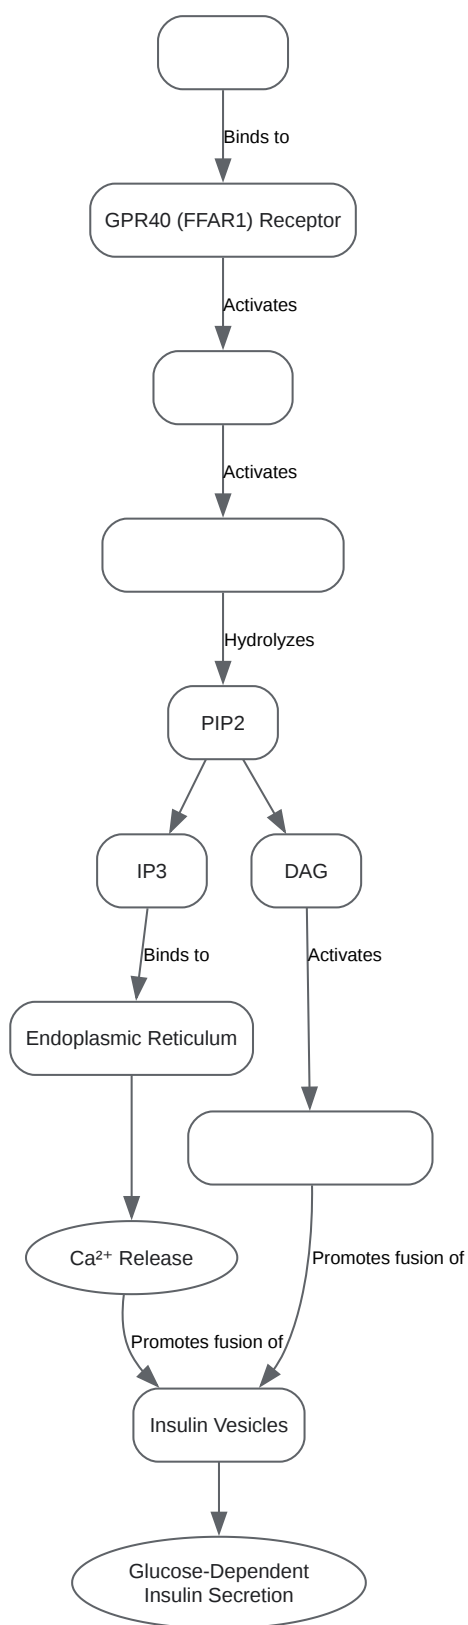 Binds to
GPR40 (FFAR1) Receptor
Activates
Activates
Hydrolyzes
PIP2
IP3
DAG
Binds to
Activates
Endoplasmic Reticulum
Ca²⁺ Release
Promotes fusion of
Promotes fusion of
Insulin Vesicles
Glucose-Dependent
Insulin Secretion